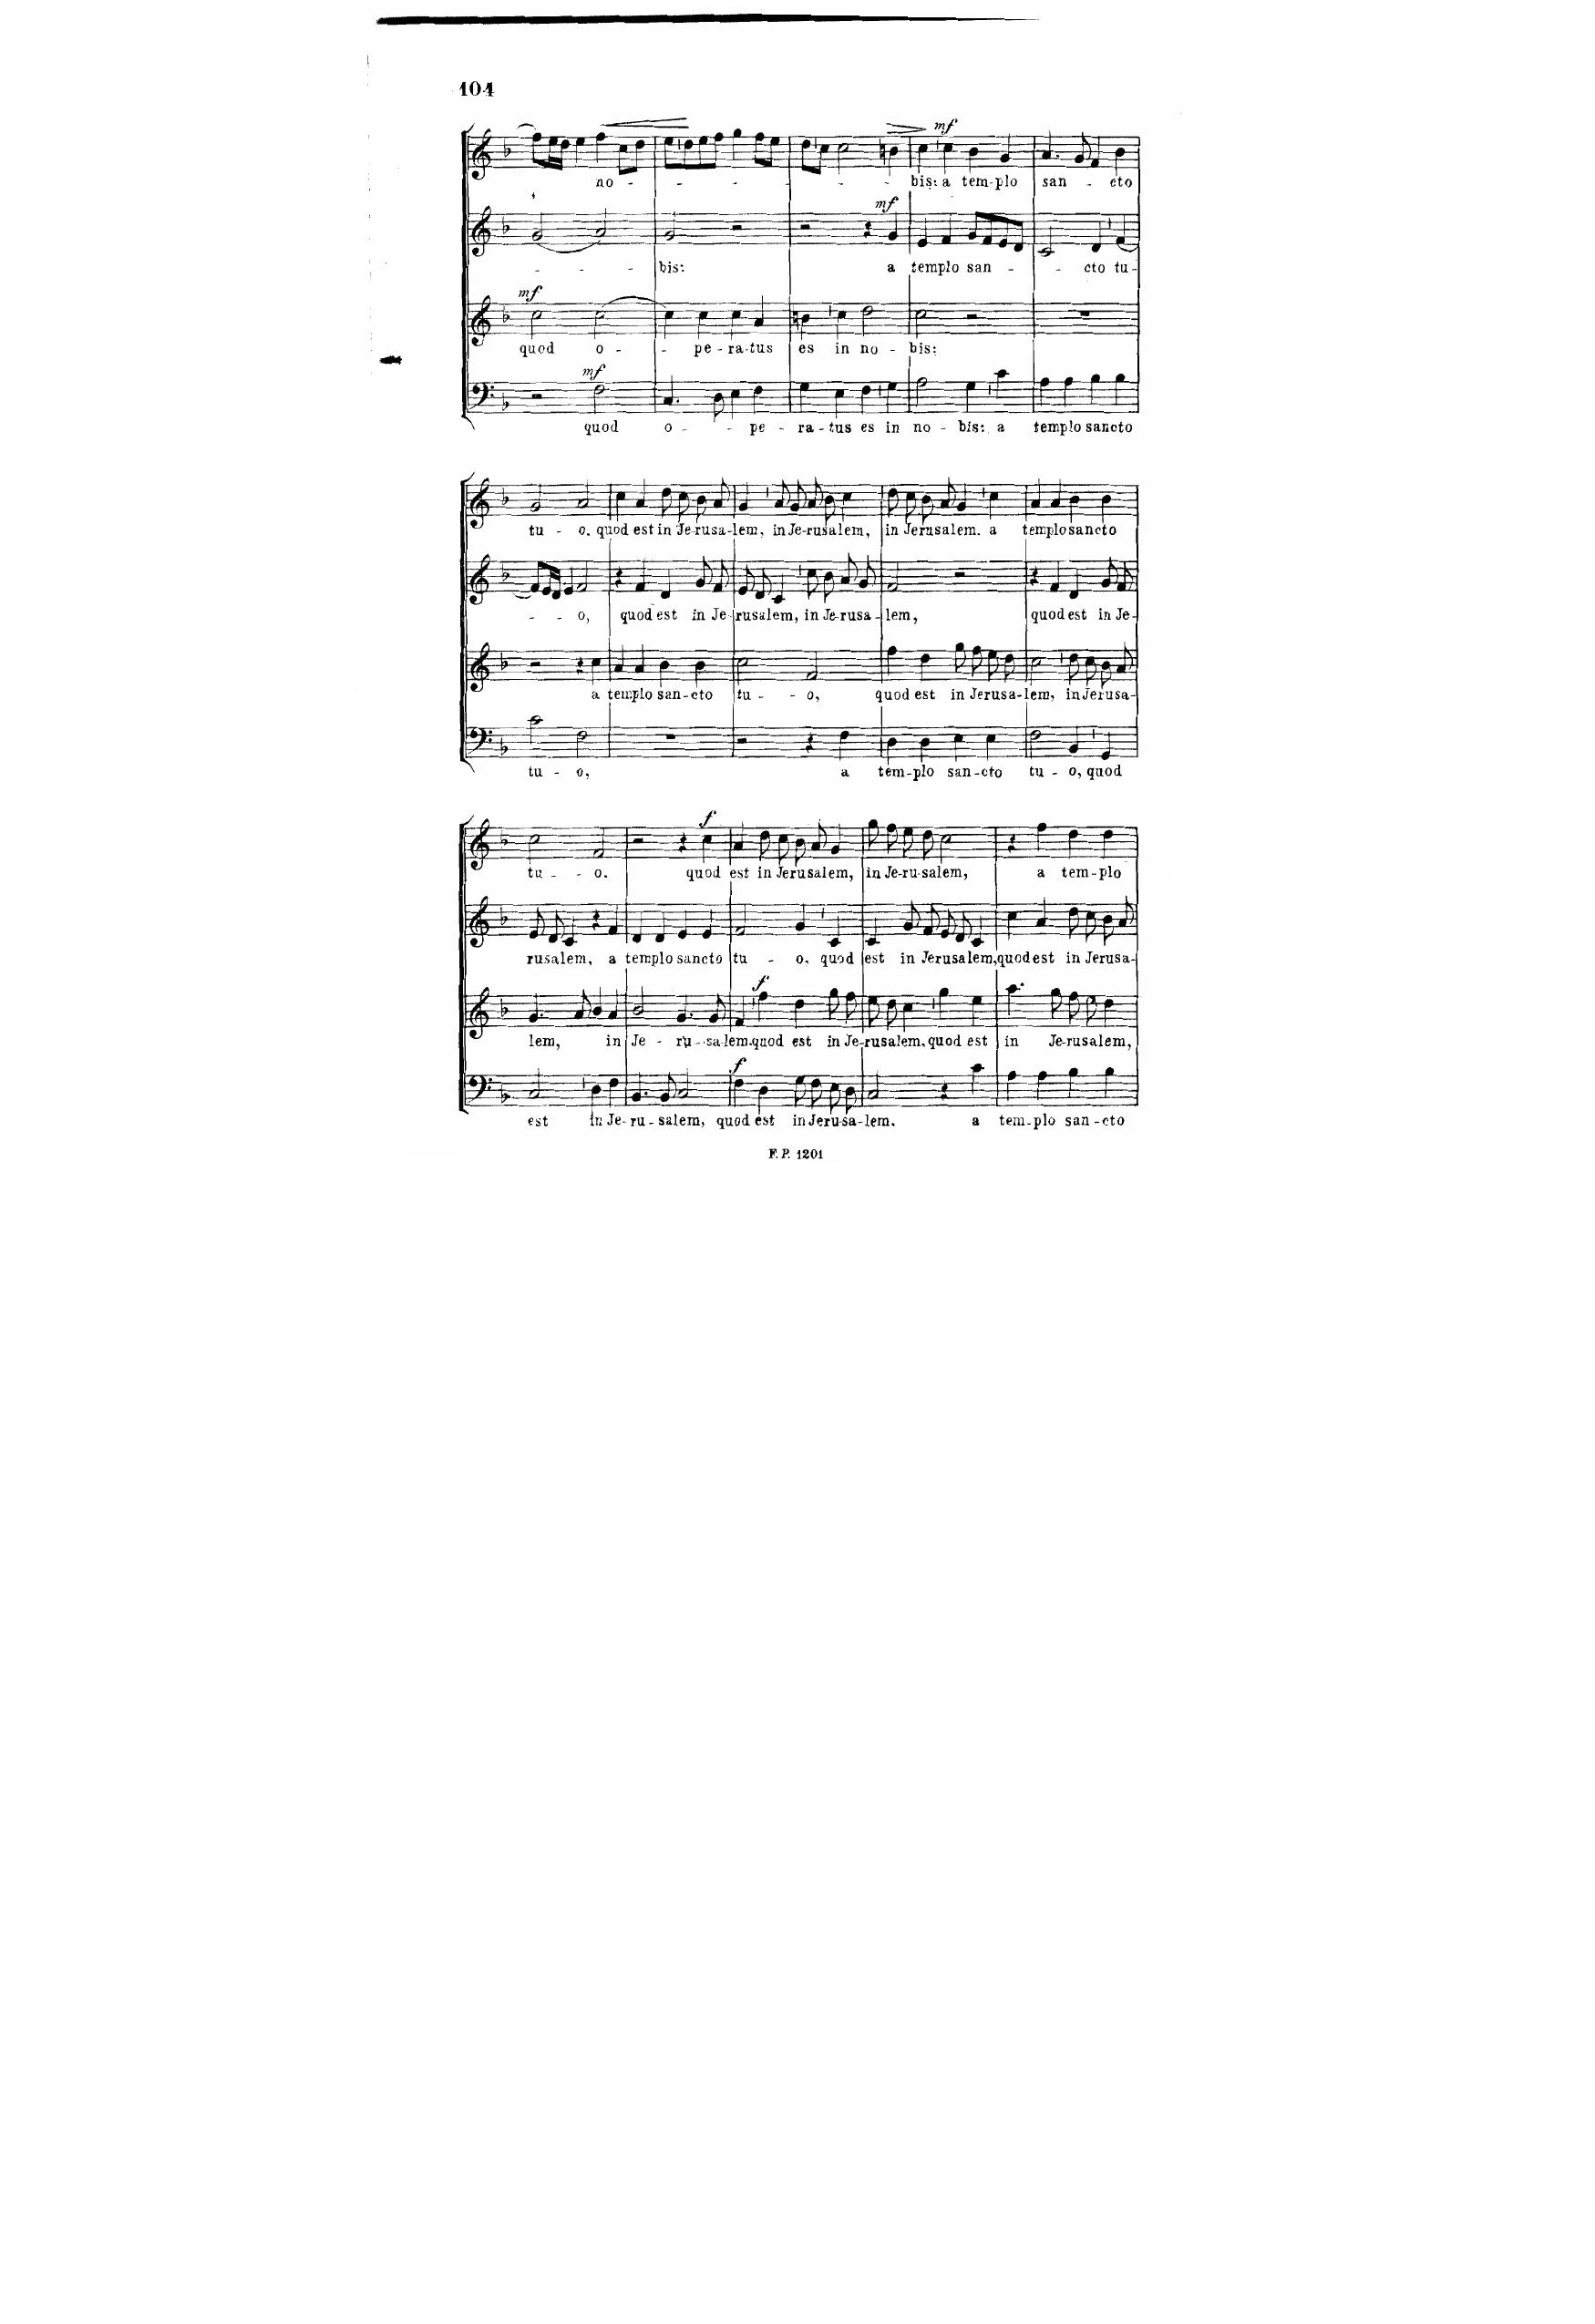 104
mf
no - - - - - - bis: a tem-plo san - cto
mf
- - - bis: a templo san - - cto tu-
mf
quod o - - pe - ra-tus es in no - bis:
mf
quod o - - pe - ra - tus es in no - bis: a templo sancto
tu - o. quod est in Je-rusa-lem, in Je-rusalem, in Jerusalem. a templo sancto
- - o, quod est in Je-rusalem, in Je-rusa-lem, quod est in Je-
a templo san-cto tu - - o, quod est in Jerusa-lem, in Jerusa-
tu - o, a tem-plo san-cto tu - o, quod
f
tu - - o. quod est in Jerusalem, in Je-ru-salem, a tem-plo
rusalem, a templo sancto tu - o, quod est in Jerusalem, quod est in Jerusa-
f
lem, in Je - ru - sa-lem. quod est in Je-rusalem, quod est in Je-rusalem,
f
est in Je-ru-salem, quod est in Jeru-sa-lem. a tem-plo san-cto
F. P. 1201